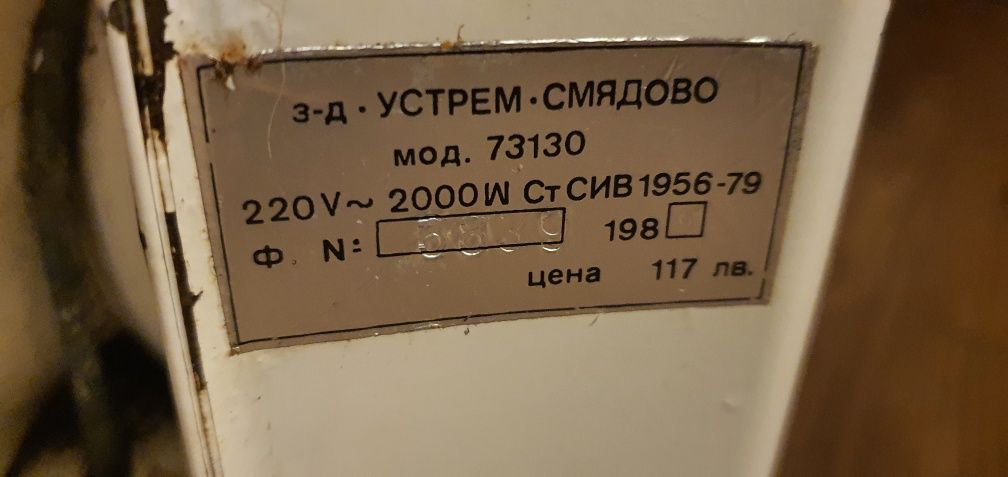 з-д · УСТРЕМ · СМЯДОВО
мод. 73130
220V~ 2000W Ст СИВ 1956-79
Ф. N: 198
цена 117 лв.